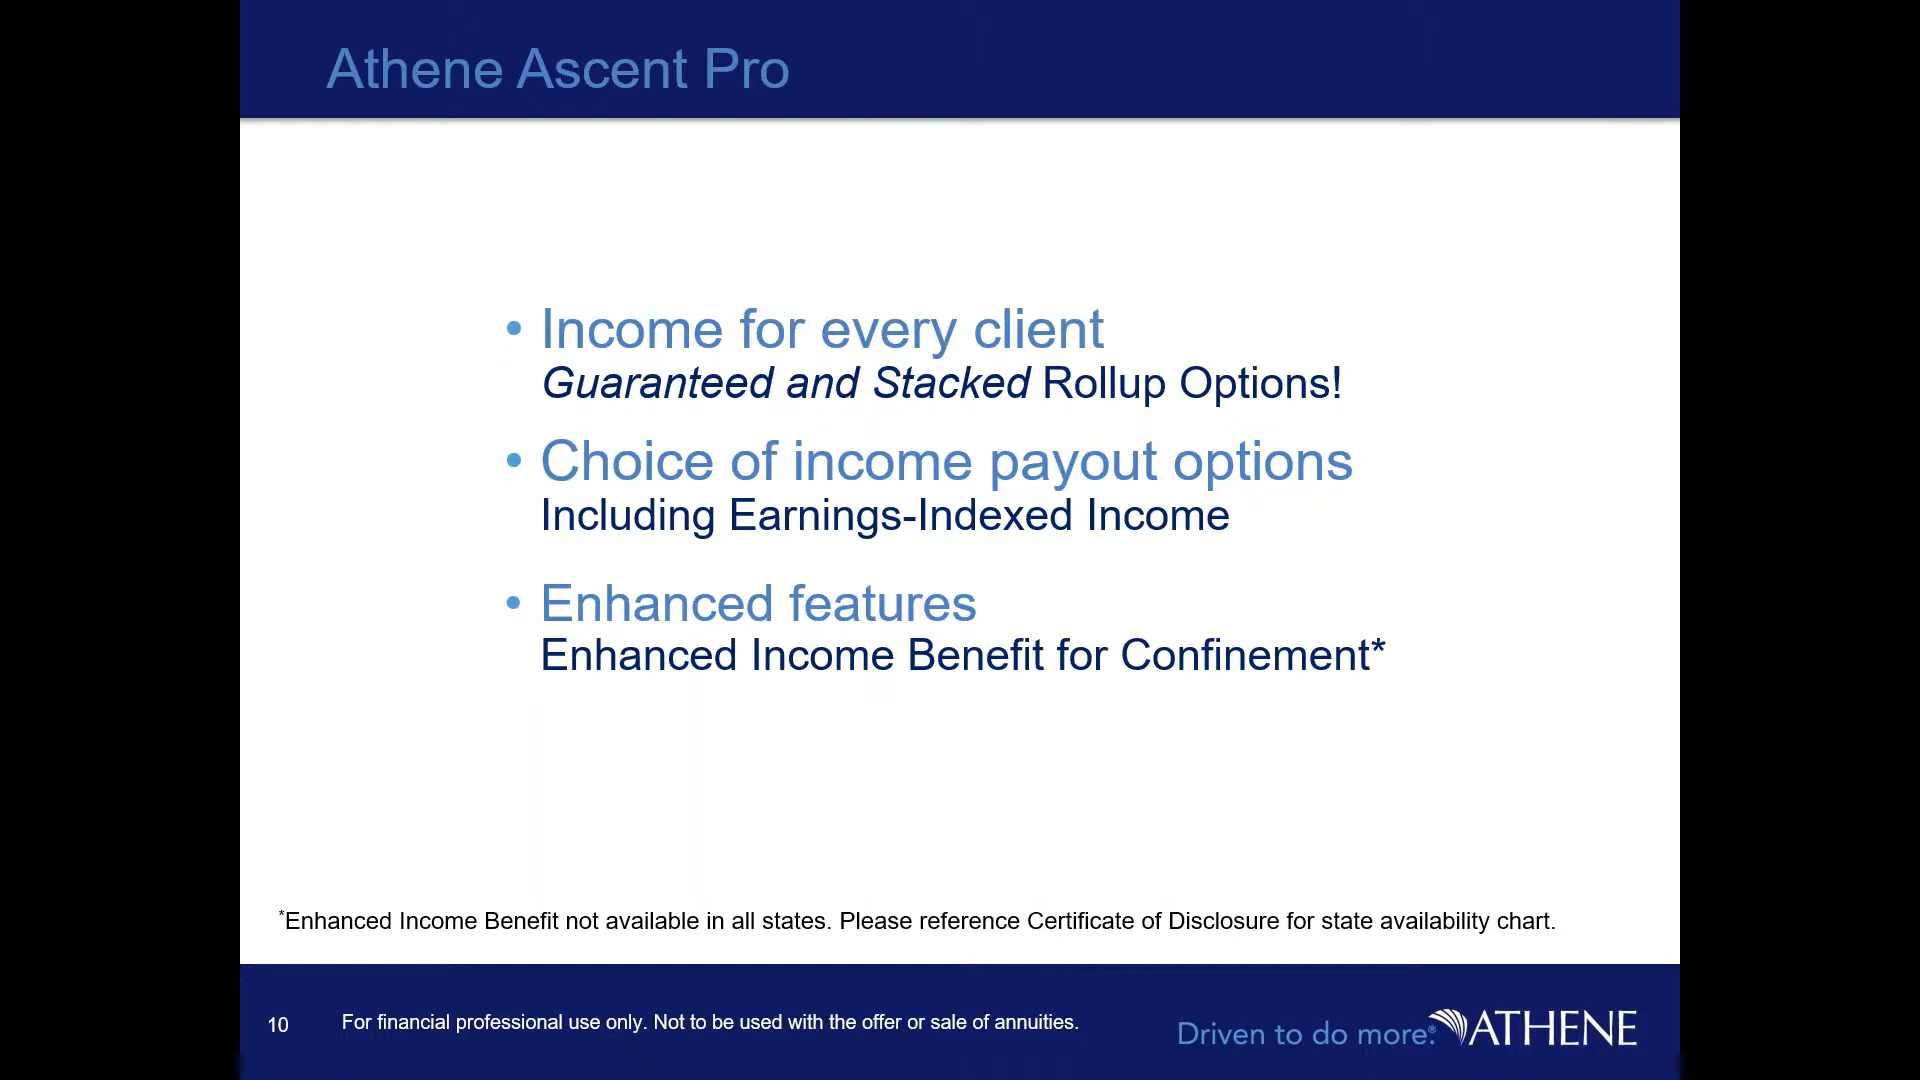 Athene Ascent Pro
• Income for every client
Guaranteed and Stacked Rollup Options!
• Choice of income payout options
Including Earnings-Indexed Income
• Enhanced features
Enhanced Income Benefit for Confinement*
*Enhanced Income Benefit not available in all states. Please reference Certificate of Disclosure for state availability chart.
10 For financial professional use only. Not to be used with the offer or sale of annuities.
Driven to do more.® ATHENE